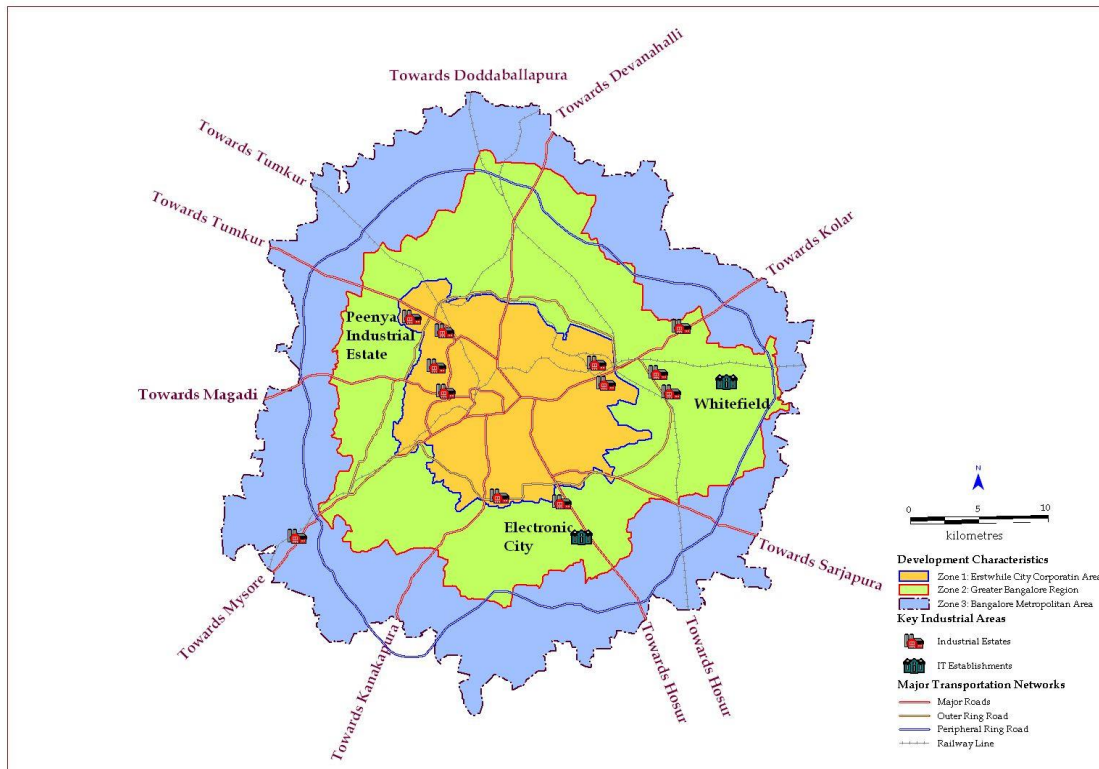 Towards Doddaballapura
Towards Devanahalli
Towards Tumkur
Towards Tumkur
Towards Kolar
Peenya
Industrial
Estate
Towards Magadi
Whitefield
Electronic
City
Towards Mysore
Towards Kanakapura
Towards Hosur
Towards Hosur
Towards Sarjapura
N
0 5 10
kilometres
Development Characteristics
Zone 1: Erstwhile City Corporatin Area
Zone 2: Greater Bangalore Region
Zone 3: Bangalore Metropolitan Area
Key Industrial Areas
Industrial Estates
IT Establishments
Major Transportation Networks
Major Roads
Outer Ring Road
Peripheral Ring Road
Railway Line